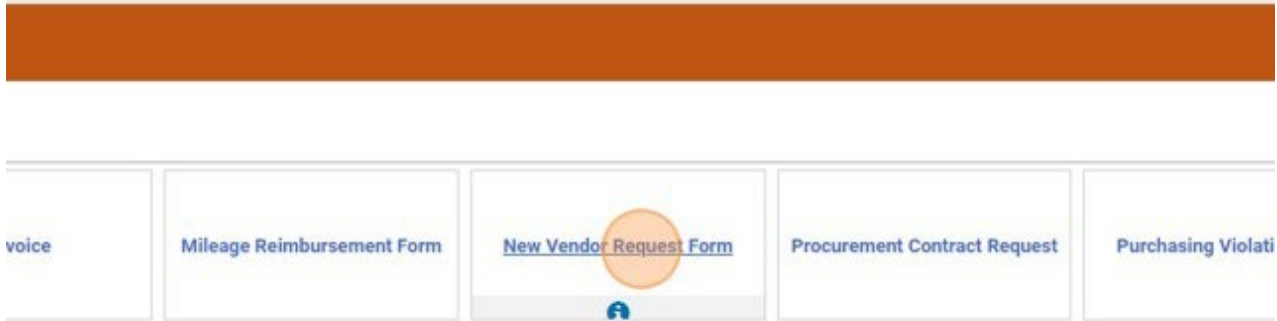 voice
Mileage Reimbursement Form
New Vendor Request Form
Procurement Contract Request
Purchasing Violati